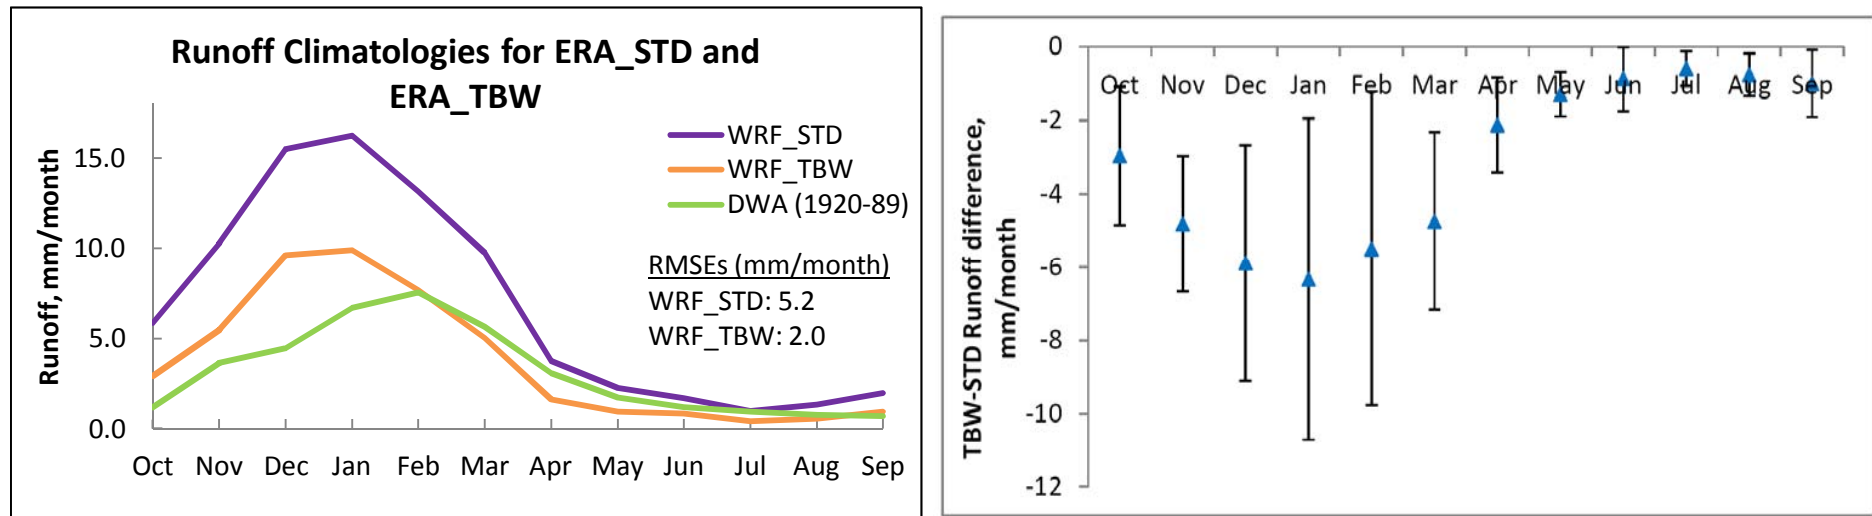 Runoff Climatologies for ERA_STD and
ERA_TBW
Runoff, mm/month
15.0
10.0
5.0
0.0
WRF_STD
WRF_TBW
DWA (1920-89)
RMSEs (mm/month)
WRF_STD: 5.2
WRF_TBW: 2.0
Oct Nov Dec Jan Feb Mar Apr May Jun Jul Aug Sep
TBW-STD Runoff difference,
mm/month
0
-2
-4
-6
-8
-10
-12
Oct Nov Dec Jan Feb Mar Apr May Jun Jul Aug Sep